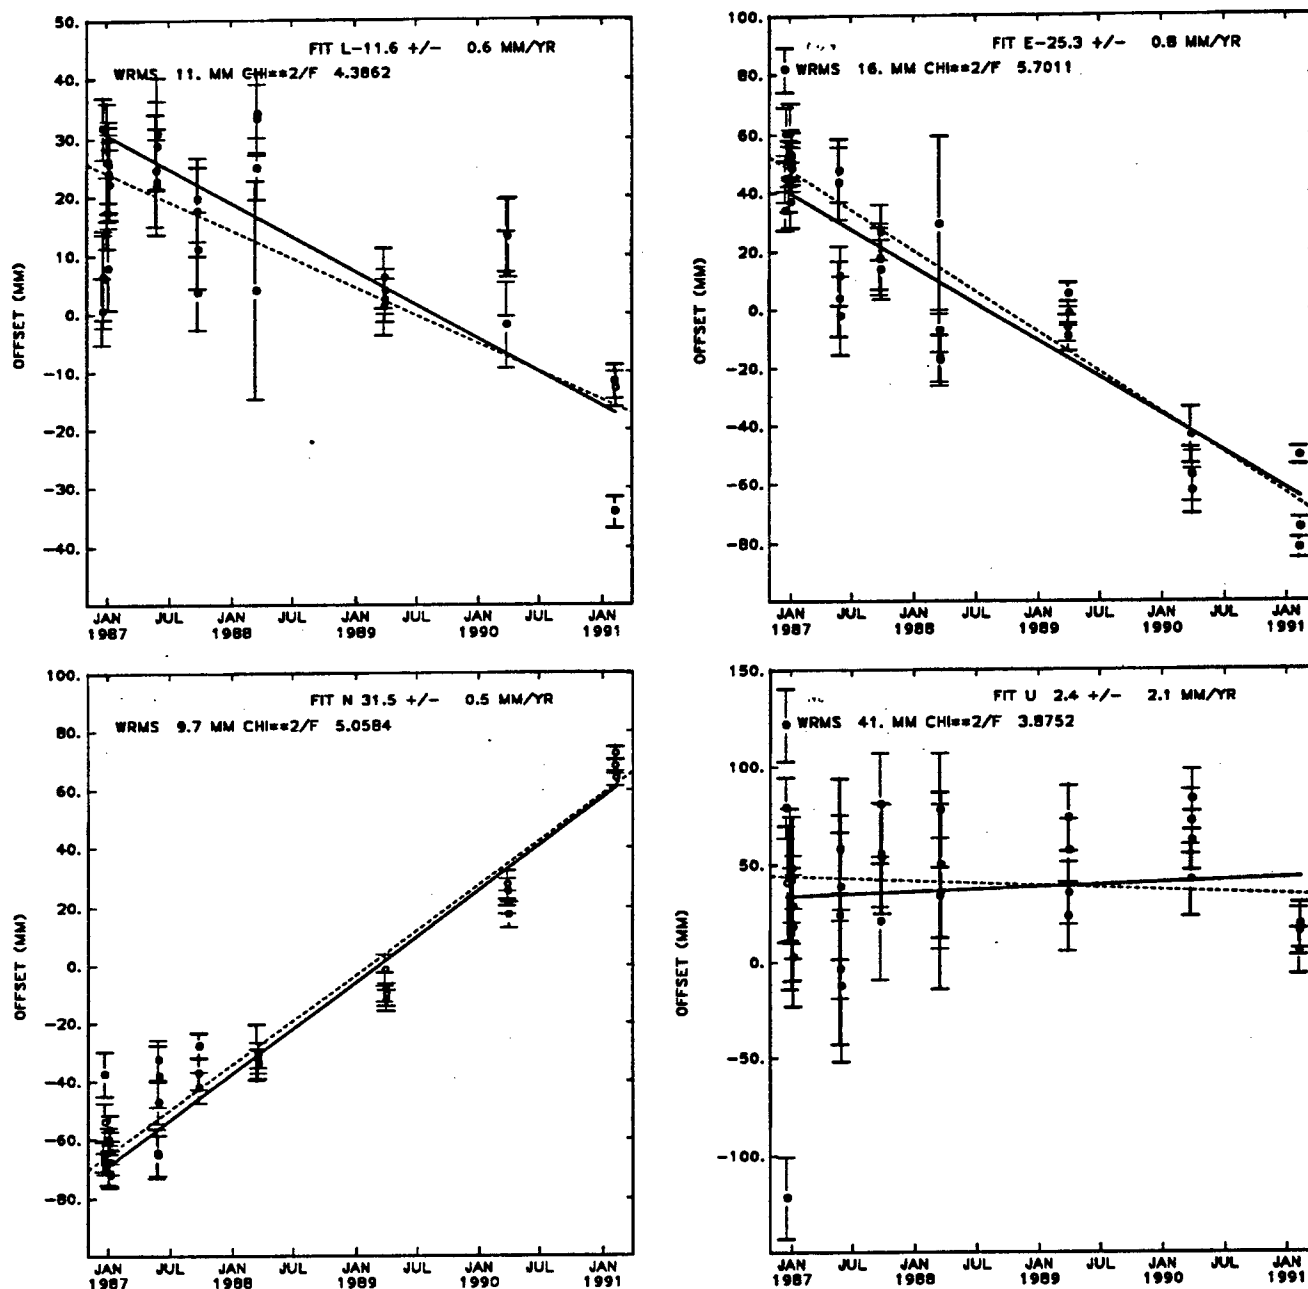 FIT L-11.6 +/- 0.6 MM/YR
WRMS 11. MM CHI**2/F 4.3862
50.
40.
30.
20.
10.
0.
-10.
-20.
-30.
-40.
OFFSET (MM)
JAN JUL JAN JUL JAN JUL JAN JUL JAN
1987 1988 1989 1990 1991
FIT E-25.3 +/- 0.8 MM/YR
WRMS 16. MM CHI**2/F 5.7011
100.
80.
60.
40.
20.
0.
-20.
-40.
-60.
-80.
OFFSET (MM)
JAN JUL JAN JUL JAN JUL JAN JUL JAN
1987 1988 1989 1990 1991
FIT N 31.5 +/- 0.5 MM/YR
WRMS 9.7 MM CHI**2/F 5.0584
100.
80.
60.
40.
20.
0.
-20.
-40.
-60.
-80.
OFFSET (MM)
JAN JUL JAN JUL JAN JUL JAN JUL JAN
1987 1988 1989 1990 1991
FIT U 2.4 +/- 2.1 MM/YR
WRMS 41. MM CHI**2/F 3.8752
150.
100.
50.
0.
-50.
-100.
OFFSET (MM)
JAN JUL JAN JUL JAN JUL JAN JUL JAN
1987 1988 1989 1990 1991